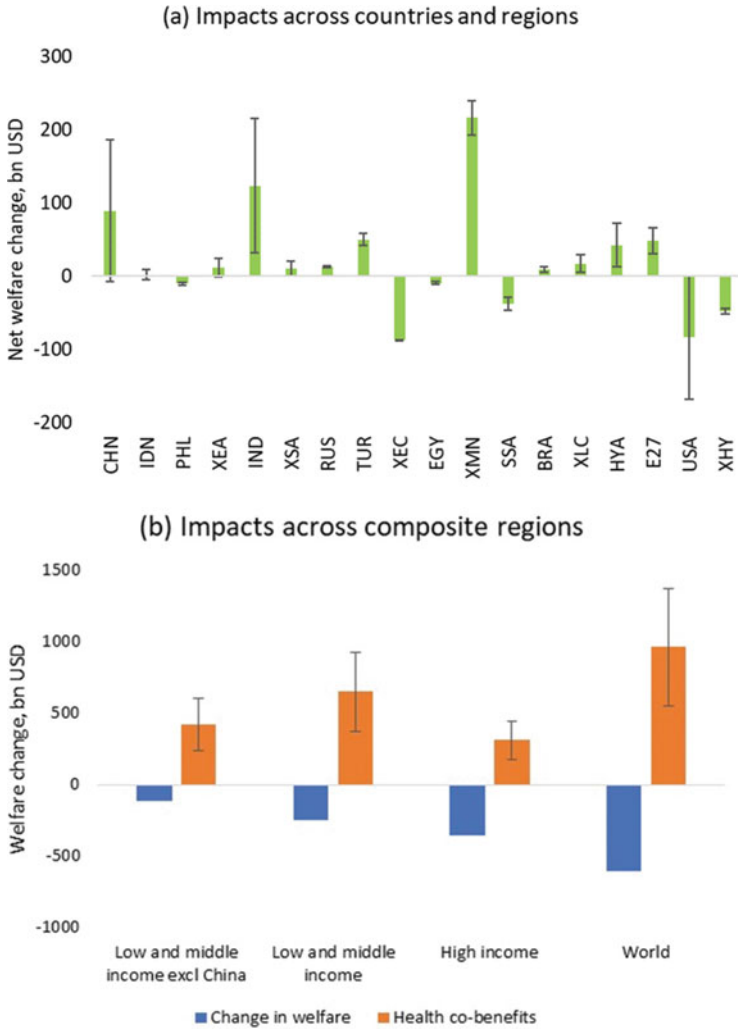 (a) Impacts across countries and regions
300
200
100
0
-100
-200
Net welfare change, bn USD
CHN IDN PHL XEA IND XSA RUS TUR XEC EGY XMN SSA BRA XLC HYA E27 USA XHY
(b) Impacts across composite regions
1500
1000
500
0
-500
-1000
Welfare change, bn USD
Low and middle income excl China
Low and middle income
High income
World
Change in welfare
Health co-benefits